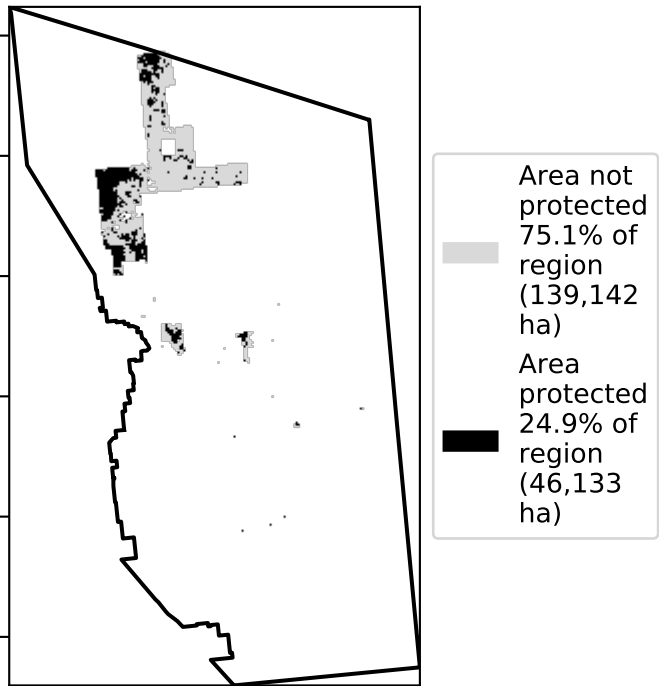 Area not
protected
75.1% of
region
(139,142
ha)
Area
protected
24.9% of
region
(46,133
ha)